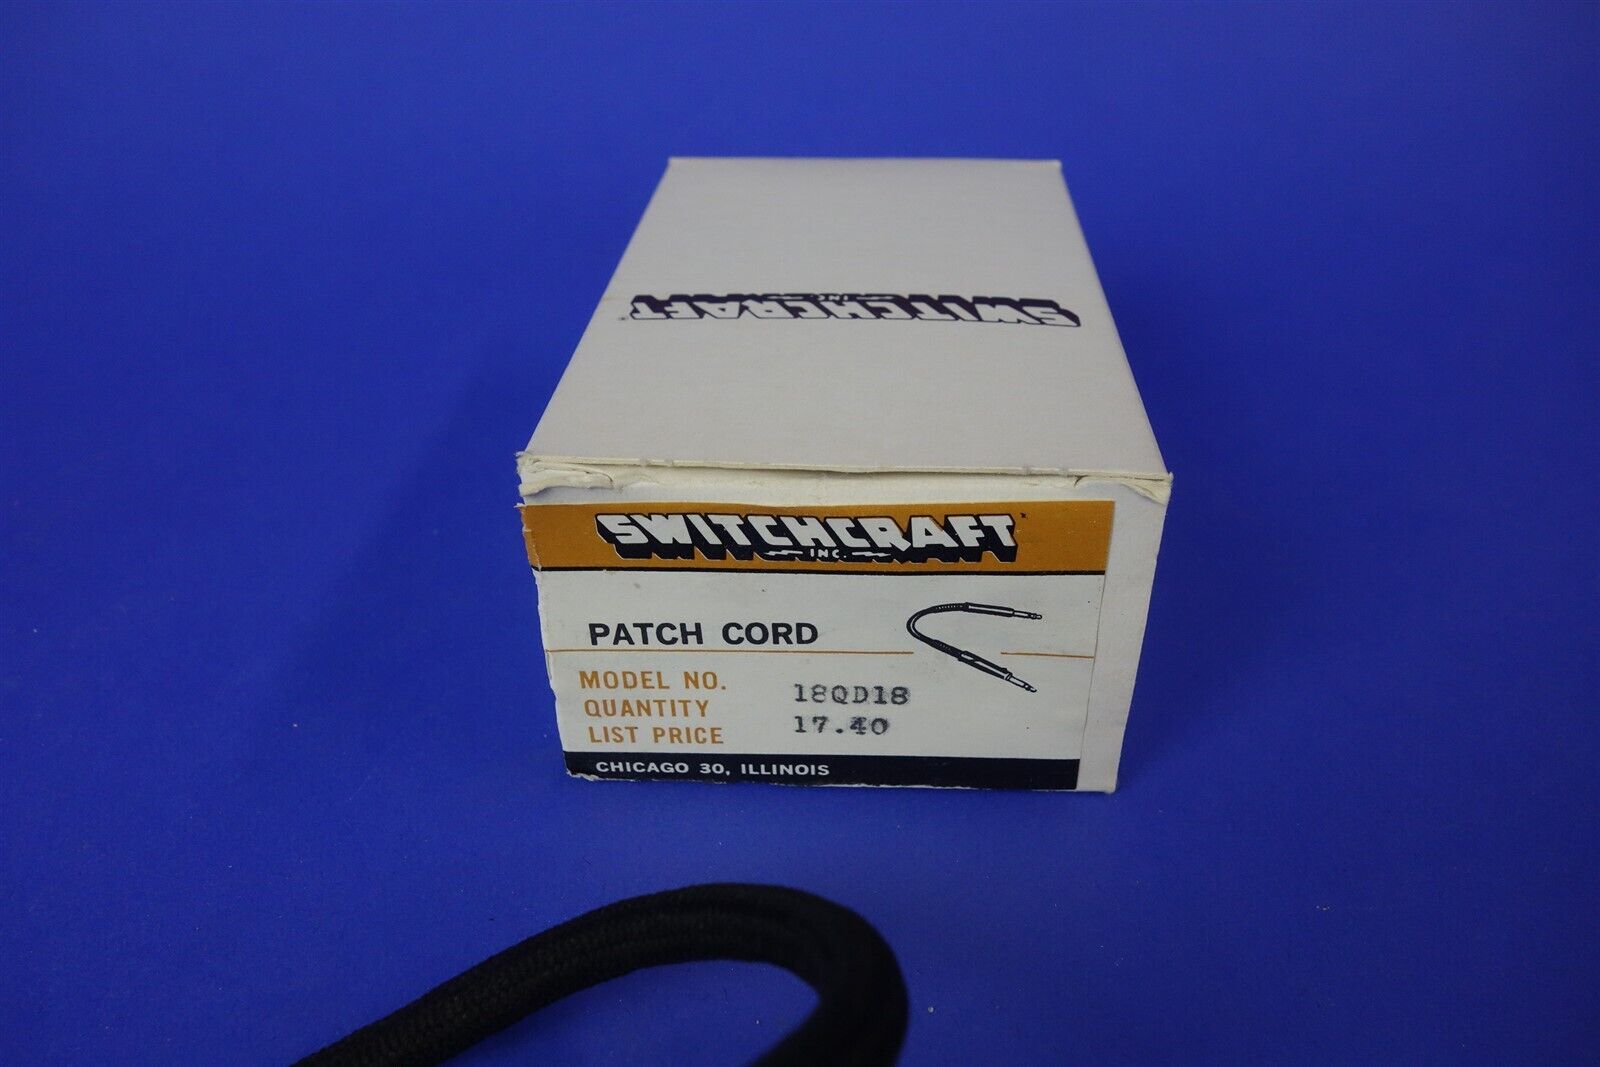 SWITCHCRAFT
INC.
SWITCHCRAFT
INC.
PATCH CORD
MODEL NO. 18QD18
QUANTITY
LIST PRICE 17.40
CHICAGO 30, ILLINOIS